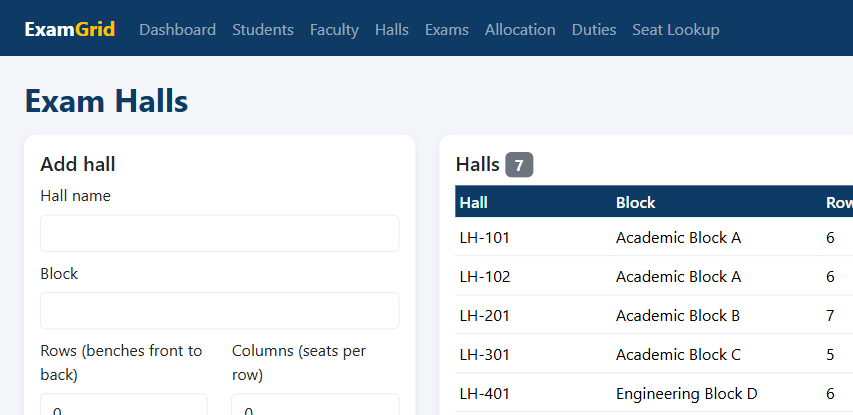 ExamGrid Dashboard Students Faculty Halls Exams Allocation Duties Seat Lookup
Exam Halls
Add hall
Hall name
Block
Rows (benches front to back)
Columns (seats per row)
0
0
Halls 7
Hall Block
LH-101 Academic Block A 6
LH-102 Academic Block A 6
LH-201 Academic Block B 7
LH-301 Academic Block C 5
LH-401 Engineering Block D 6